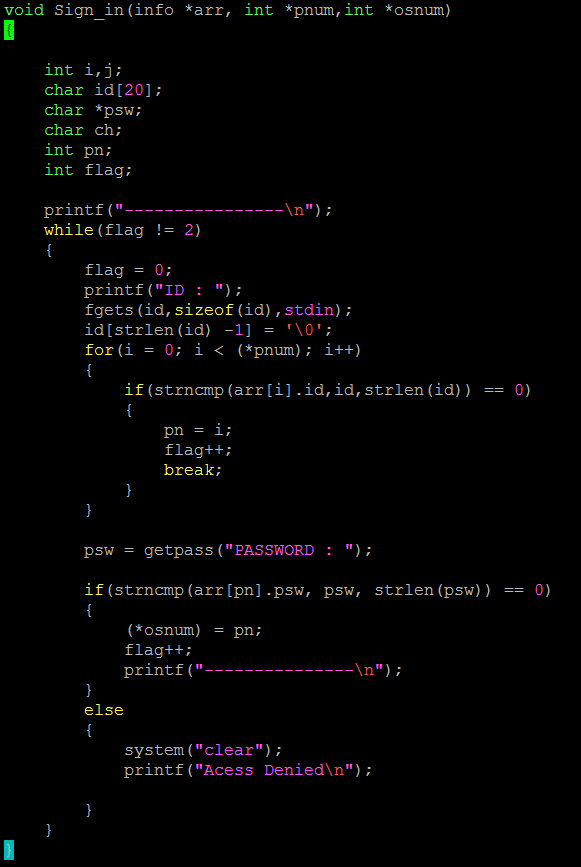 void Sign_in(info *arr, int *pnum,int *osnum)
{
int i,j;
char id[20];
char *psw;
char ch;
int pn;
int flag;
printf("----------------\n");
while(flag != 2)
{
flag = 0;
printf("ID : ");
fgets(id,sizeof(id),stdin);
id[strlen(id) -1] = '\0';
for(i = 0; i < (*pnum); i++)
{
if(strncmp(arr[i].id,id,strlen(id)) == 0)
{
pn = i;
flag++;
break;
}
}
psw = getpass("PASSWORD : ");
if(strncmp(arr[pn].psw, psw, strlen(psw)) == 0)
{
(*osnum) = pn;
flag++;
printf("---------------\n");
}
else
{
system("clear");
printf("Acess Denied\n");
}
}
}